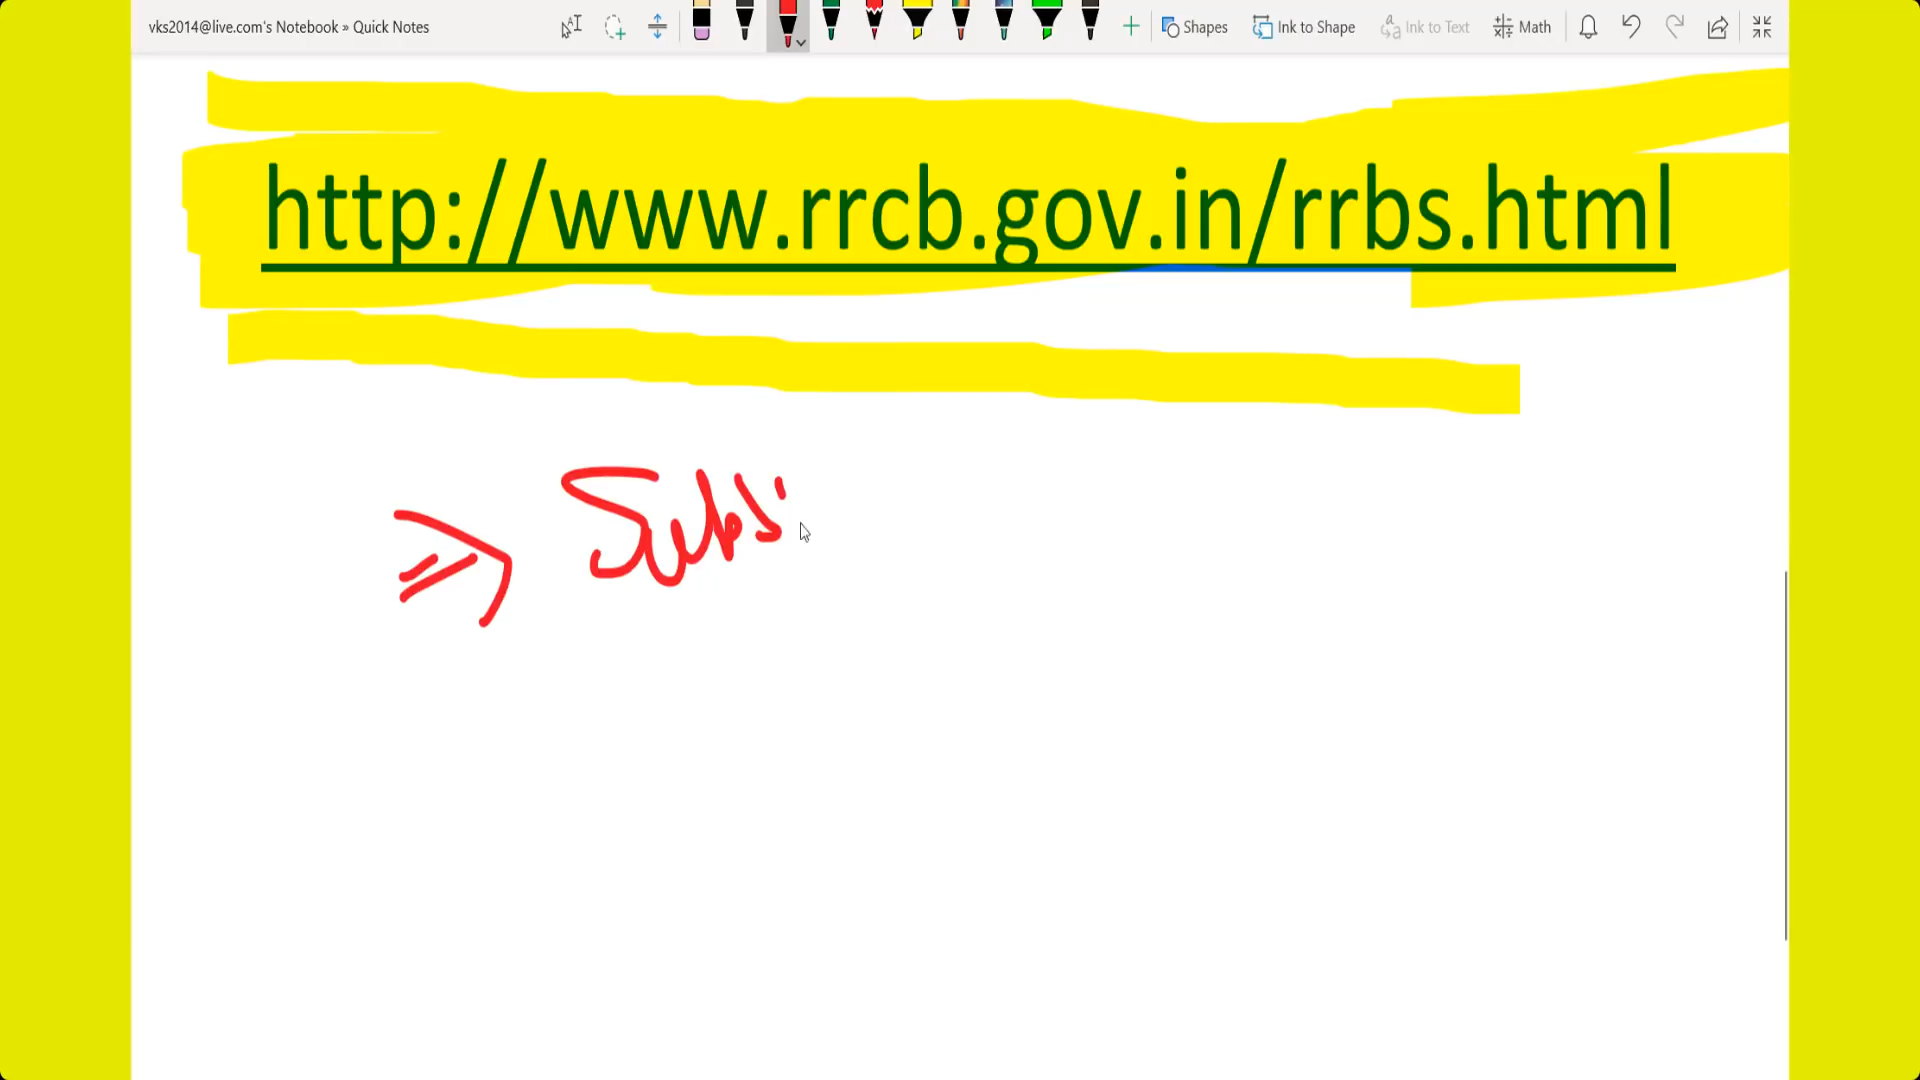 vks2014@live.com's Notebook » Quick Notes
Shapes
Ink to Shape
Ink to Text
Math
http://www.rrcb.gov.in/rrbs.html
Subs